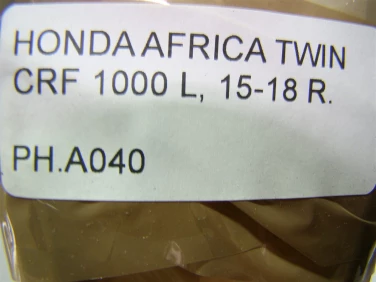 HONDA AFRICA TWIN
CRF 1000 L, 15-18 R.
PH.A040